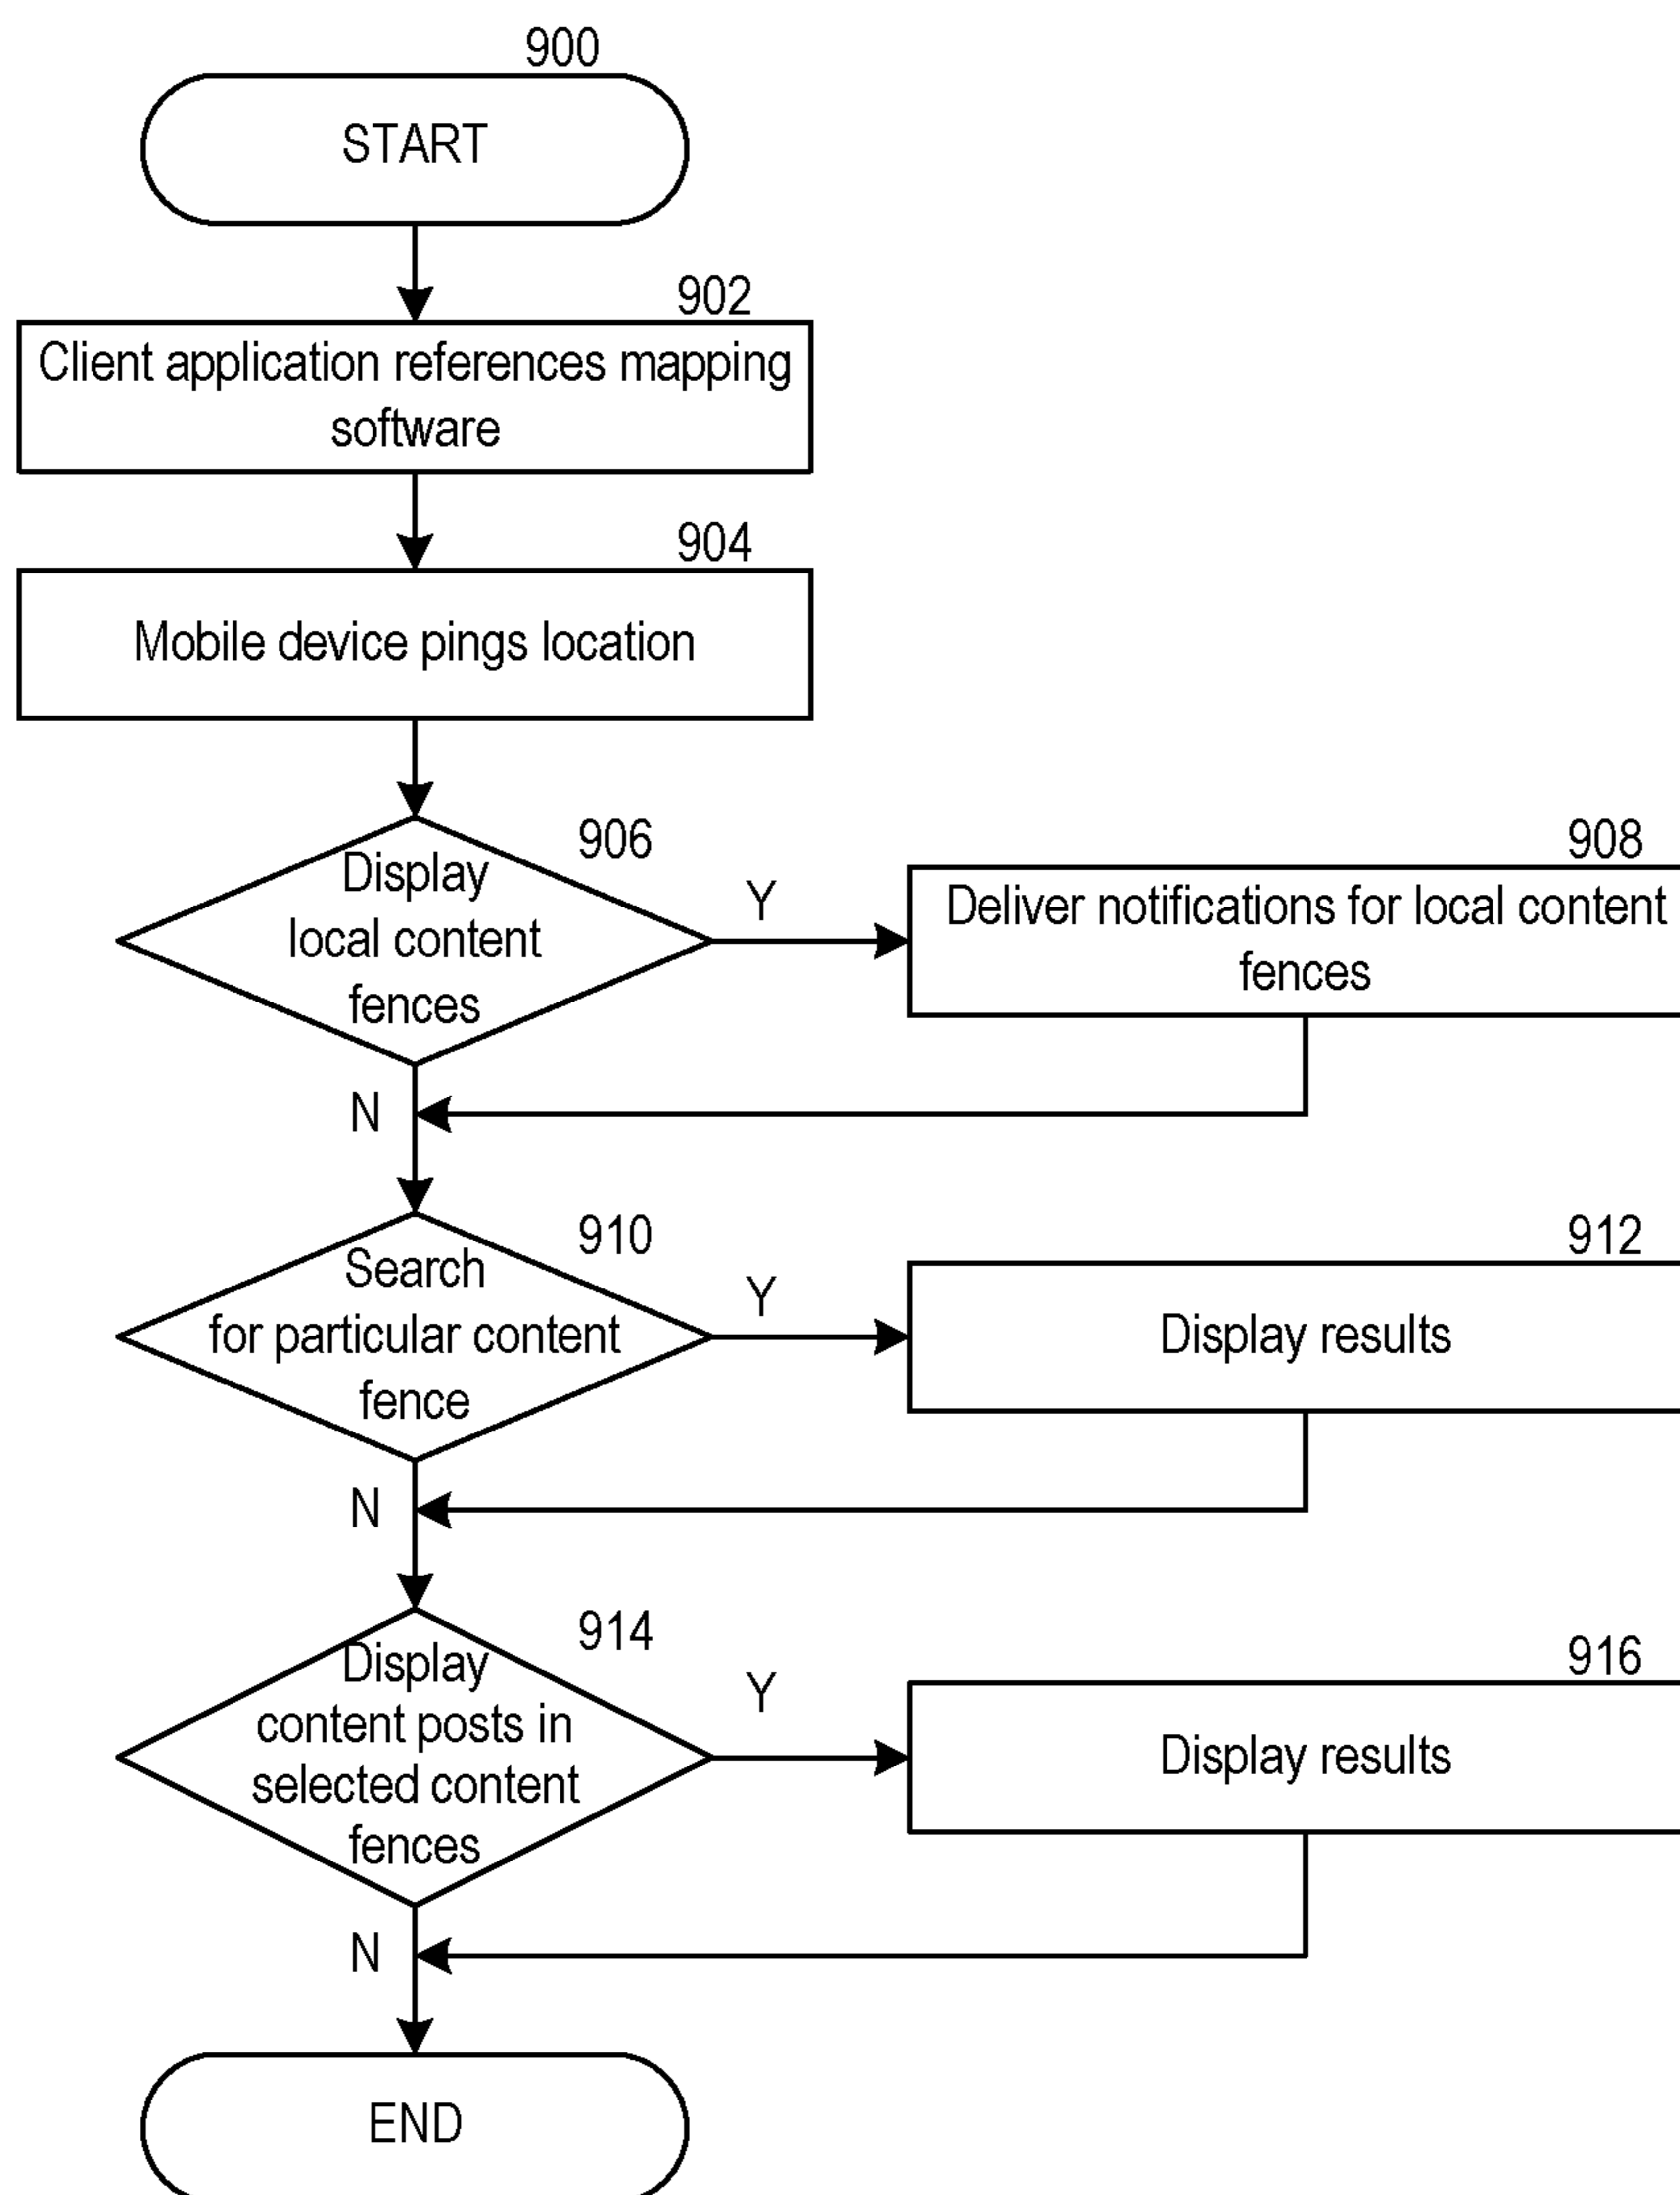 900
START
902
Client application references mapping
software
904
Mobile device pings location
906
Display
local content
fences
Y
908
Deliver notifications for local content
fences
N
910
Search
for particular content
fence
Y
912
Display results
N
914
Display
content posts in
selected content
fences
Y
916
Display results
N
END